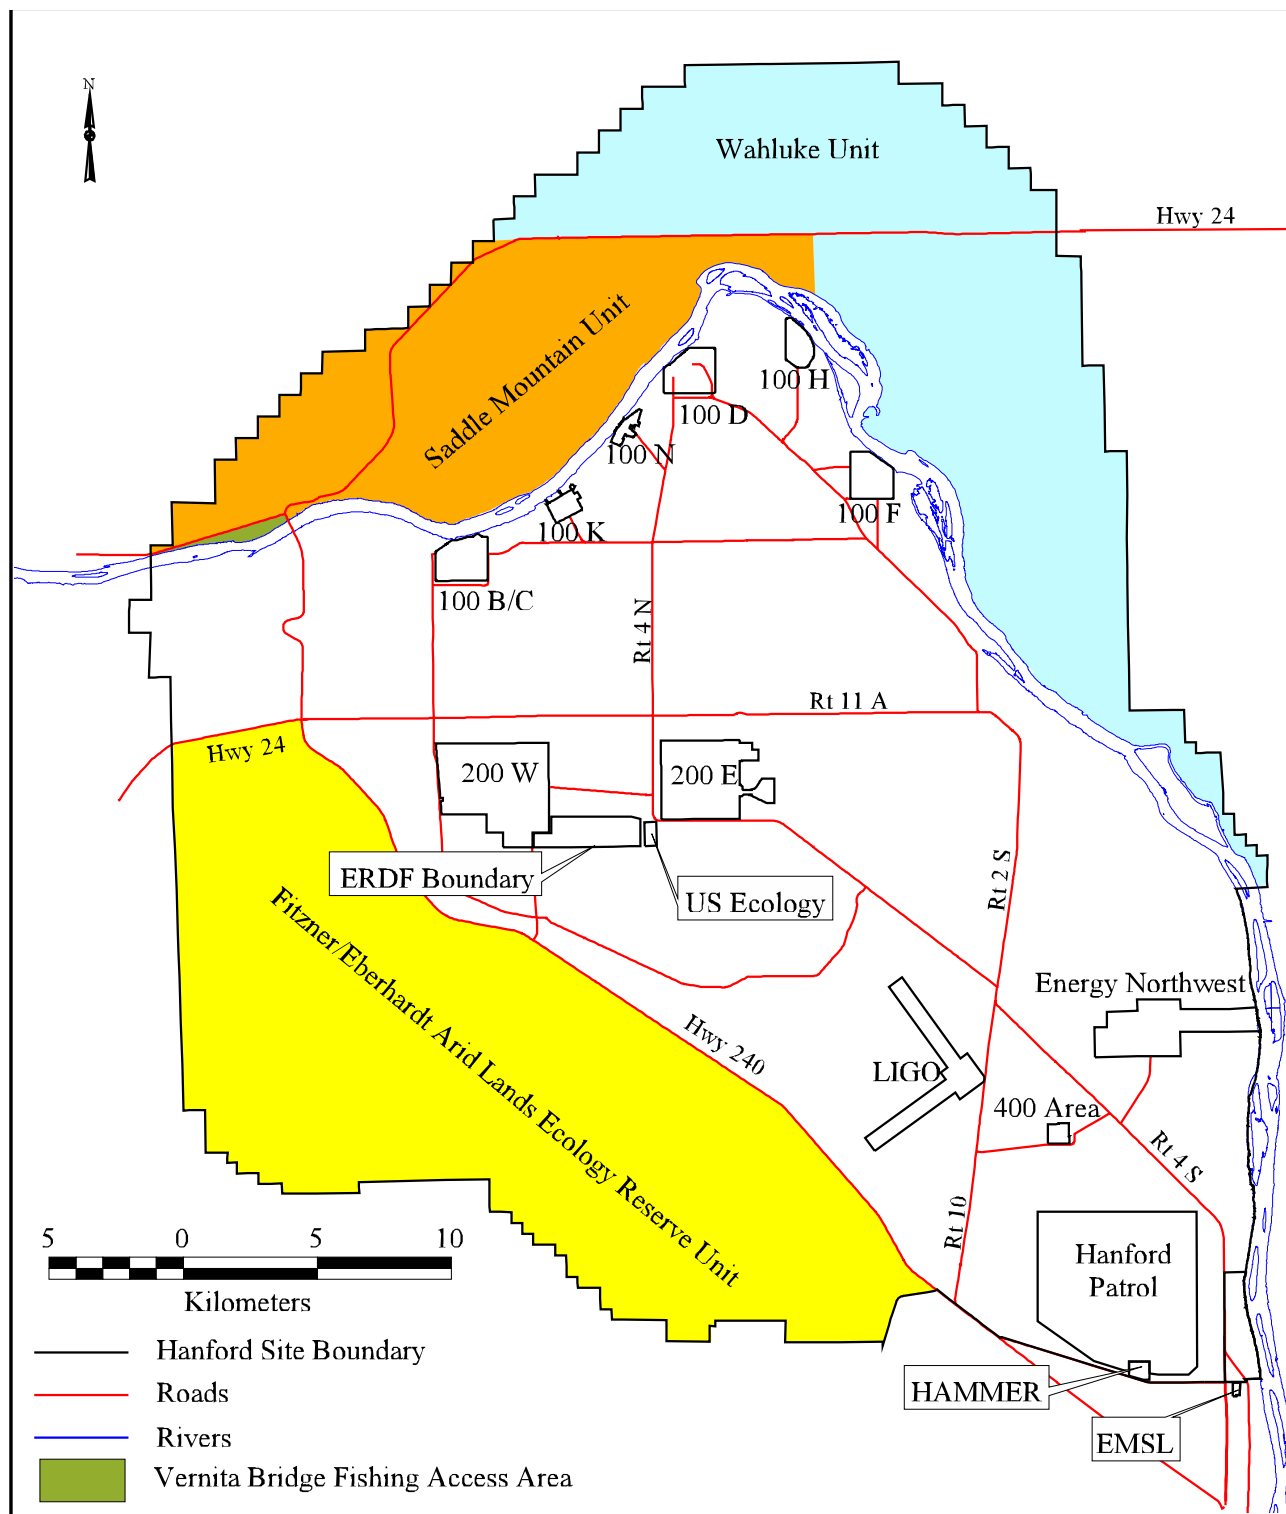 N
Wahluke Unit
Hwy 24
Saddle Mountain Unit
100 H
100 D
100 N
100 F
100 K
100 B/C
Rt 4 N
Rt 11 A
Hwy 24
200 W
200 E
ERDF Boundary
US Ecology
Rt 2 S
Fitzner/Eberhardt Arid Lands Ecology Reserve Unit
Energy Northwest
Hwy 240
LIGO
400 Area
Rt 4 S
Rt 10
Hanford
Patrol
5 0 5 10
Kilometers
Hanford Site Boundary
HAMMER
Roads
EMSL
Rivers
Vernita Bridge Fishing Access Area